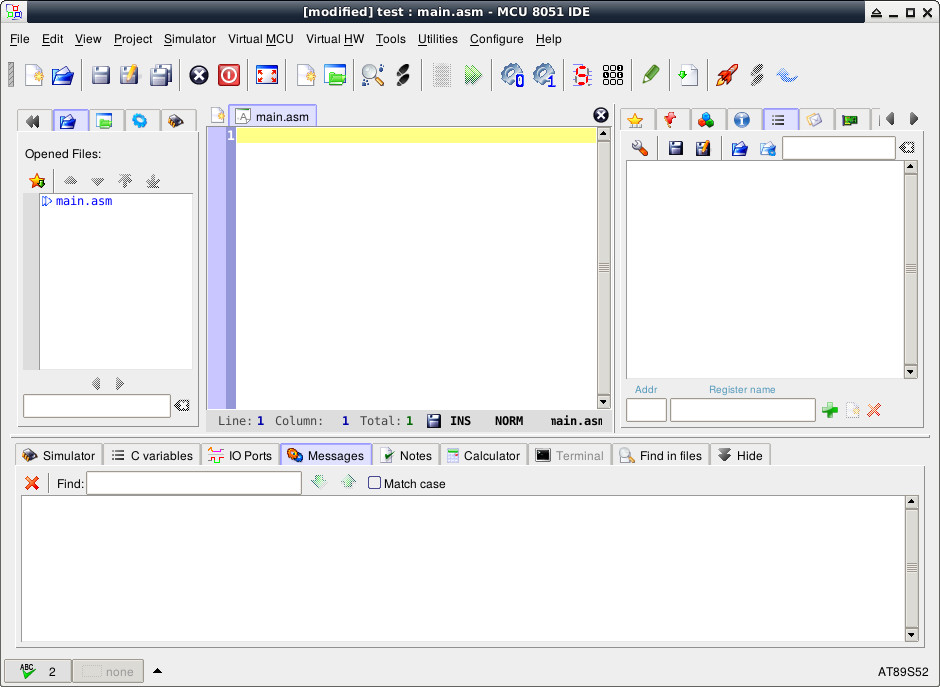 [modified] test : main.asm - MCU 8051 IDE
File Edit View Project Simulator Virtual MCU Virtual HW Tools Utilities Configure Help
main.asm
Opened Files:
main.asm
1
Addr Register name
Line: 1 Column: 1 Total: 1 INS NORM main.asm
Simulator C variables IO Ports Messages Notes Calculator Terminal Find in files Hide
Find: Match case
ABC 2 none AT89S52